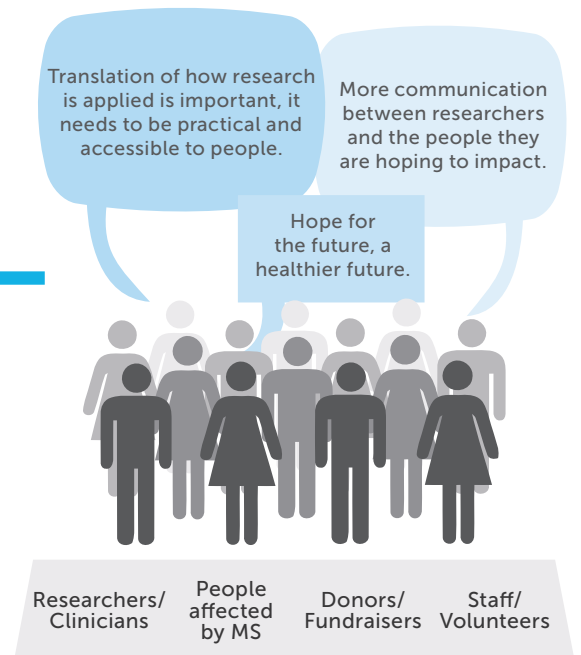 Translation of how research
is applied is important, it
needs to be practical and
accessible to people.
More communication
between researchers
and the people they
are hoping to impact.
Hope for
the future, a
healthier future.
Researchers/
Clinicians
People
affected
by MS
Donors/
Fundraisers
Staff/
Volunteers